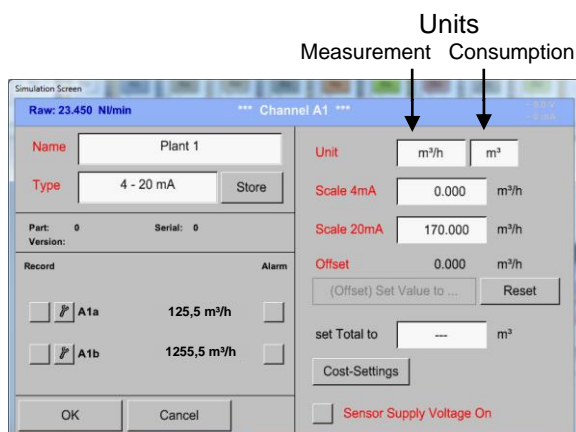 Units
Measurement Consumption
Simulation Screen
Raw: 23.450 Nl/min *** Channel A1 ***
Name Plant 1
Type 4 - 20 mA Store
Part: 0 Serial: 0
Version:
Record Alarm
A1a 125,5 m³/h
A1b 1255,5 m³/h
OK Cancel
Unit m³/h m³
Scale 4mA 0.000 m³/h
Scale 20mA 170.000 m³/h
Offset 0.000 m³/h
(Offset) Set Value to ... Reset
set Total to --- m³
Cost-Settings
Sensor Supply Voltage On